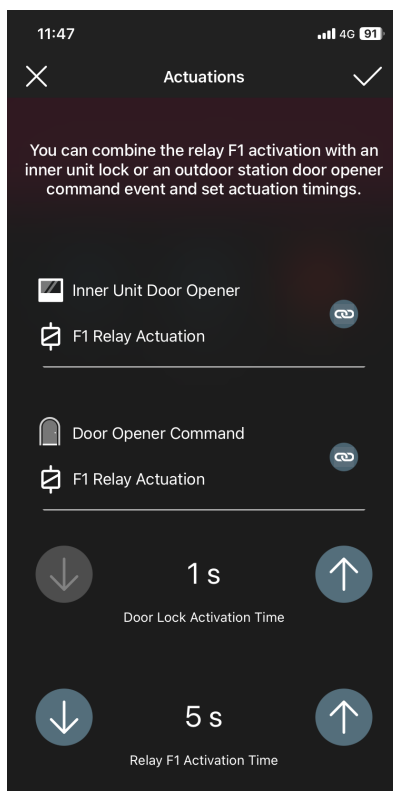 11:47
4G 91
Actuations
You can combine the relay F1 activation with an
inner unit lock or an outdoor station door opener
command event and set actuation timings.
Inner Unit Door Opener
F1 Relay Actuation
Door Opener Command
F1 Relay Actuation
1 s
Door Lock Activation Time
5 s
Relay F1 Activation Time